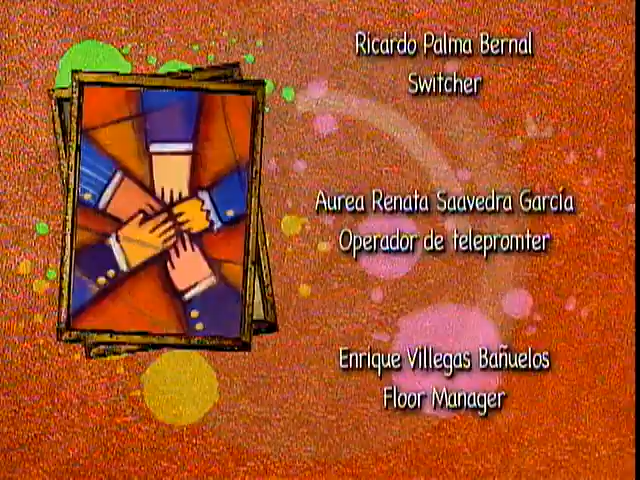 Ricardo Palma Bernal
Switcher
Aurea Renata Saavedra García
Operador de telepromter
Enrique Villegas Bañuelos
Floor Manager